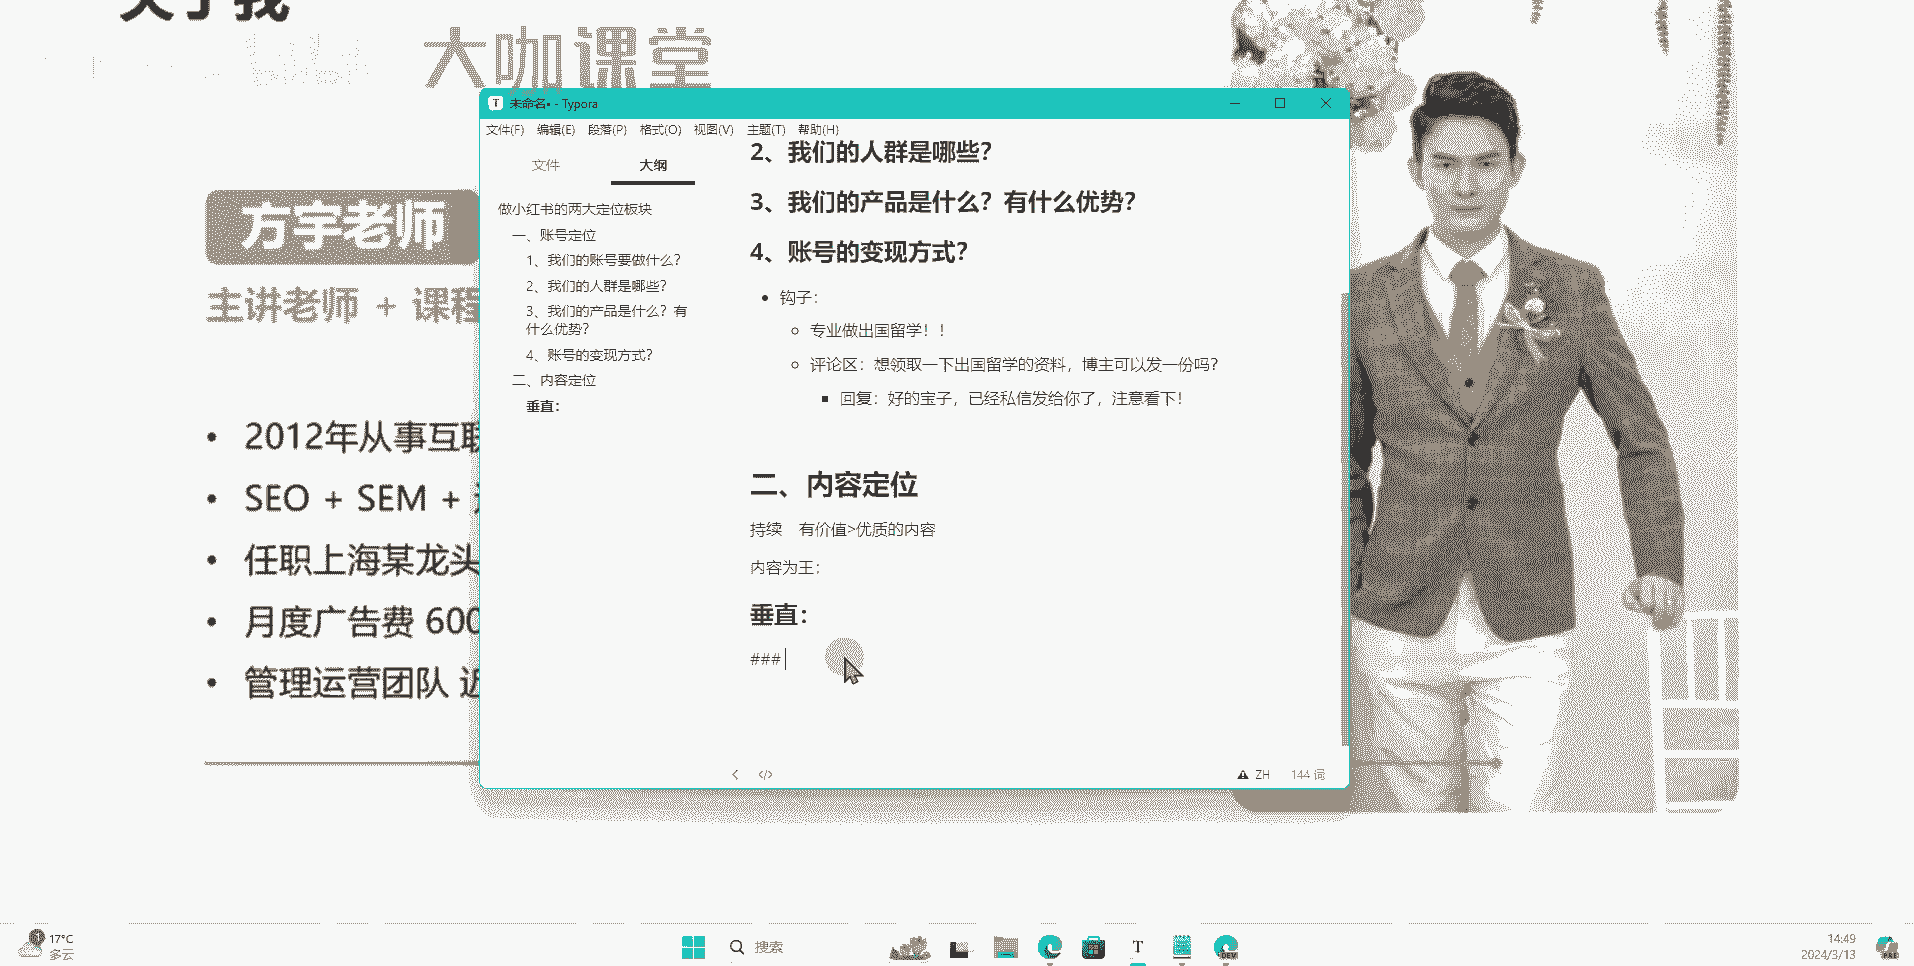 关于我
大咖课堂
方宇老师
主讲老师 + 课程
2012年从事互联
SEO + SEM +
任职上海某龙头
月度广告费 600
管理运营团队 近
T 未命名• - Typora
文件(F) 编辑(E) 段落(P) 格式(O) 视图(V) 主题(T) 帮助(H)
文件 大纲
做小红书的两大定位板块
一、账号定位
1、我们的账号要做什么？
2、我们的人群是哪些？
3、我们的产品是什么？有
什么优势？
4、账号的变现方式？
二、内容定位
垂直：
2、我们的人群是哪些？
3、我们的产品是什么？有什么优势？
4、账号的变现方式？
钩子：
专业做出国留学！！
评论区：想领取一下出国留学的资料，博主可以发一份吗？
回复：好的宝子，已经私信发给你了，注意看下！
二、内容定位
持续 有价值>优质的内容
内容为王；
垂直：
###
</> ZH 144 词
17°C
多云
搜索
T
DEV
14:49
2024/3/13
PRE